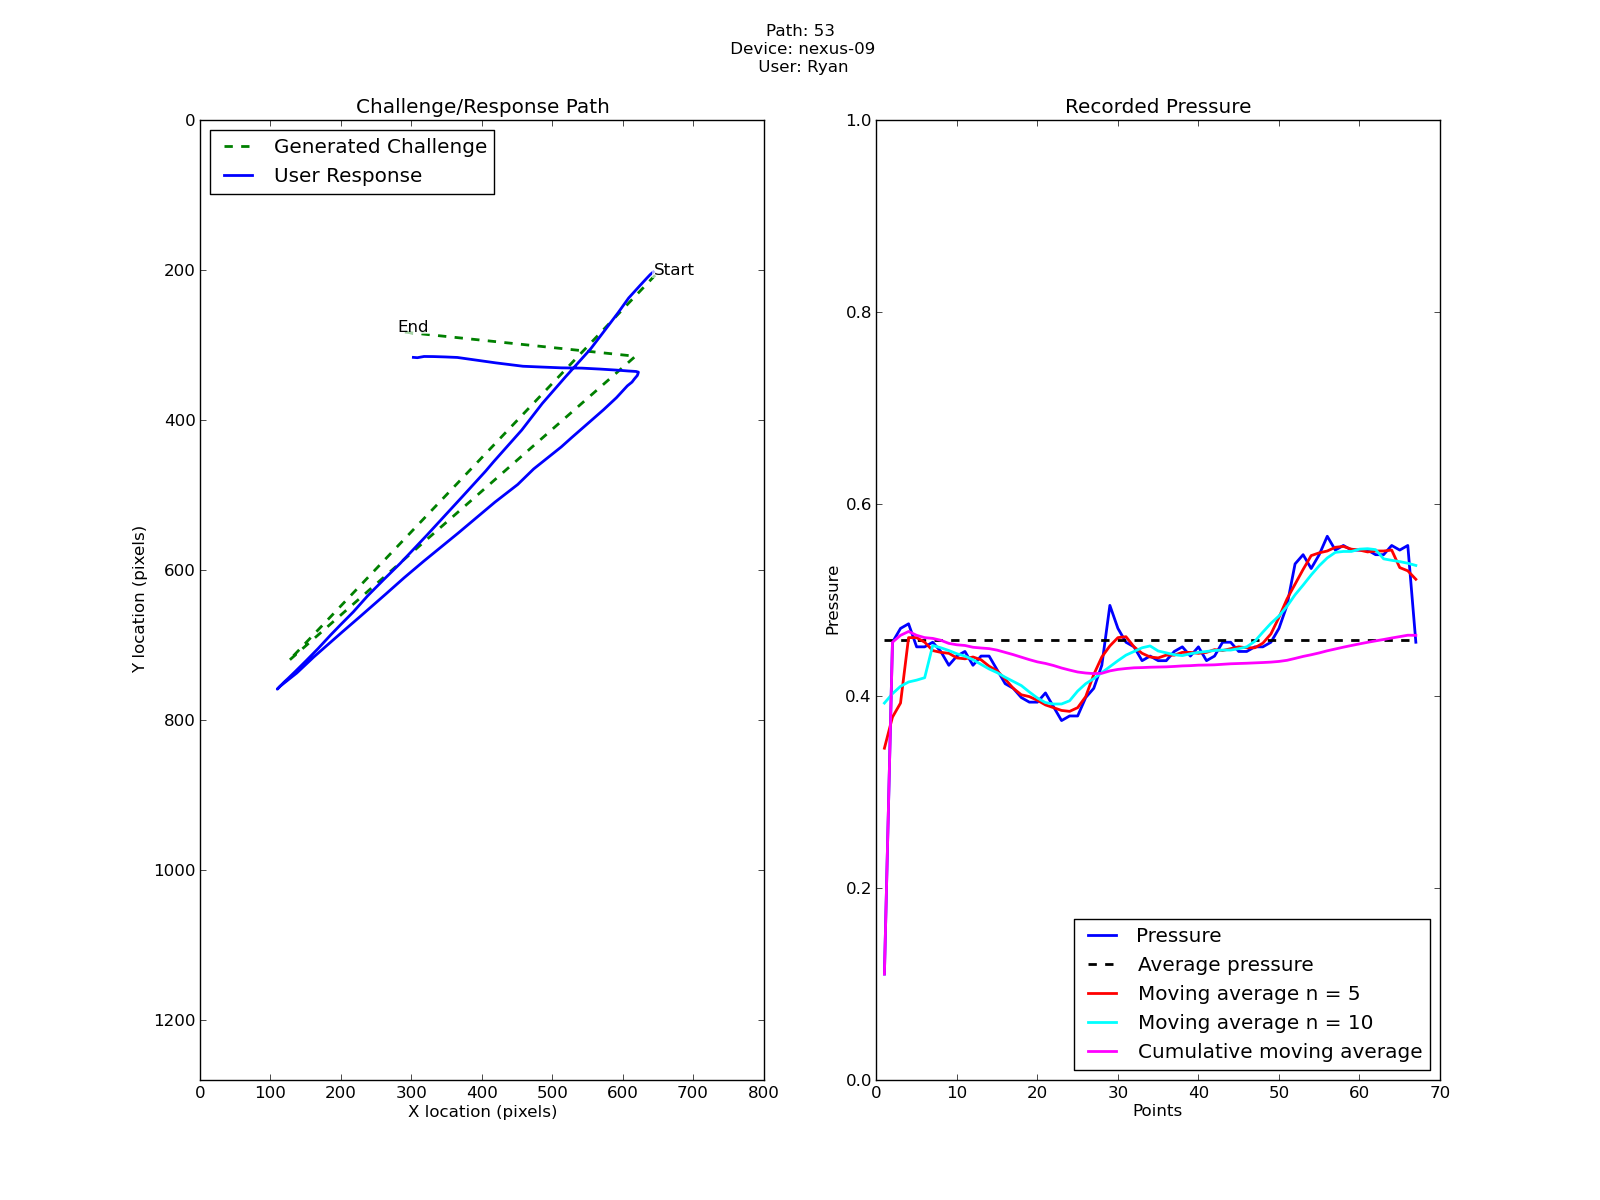 Path: 53
Device: nexus-09
User: Ryan
Challenge/Response Path
Generated Challenge
User Response
Start
End
0
200
400
600
800
1000
1200
Y location (pixels)
0 100 200 300 400 500 600 700 800
X location (pixels)
Recorded Pressure
1.0
0.8
0.6
0.4
0.2
0.0
Pressure
Pressure
Average pressure
Moving average n = 5
Moving average n = 10
Cumulative moving average
0 10 20 30 40 50 60 70
Points